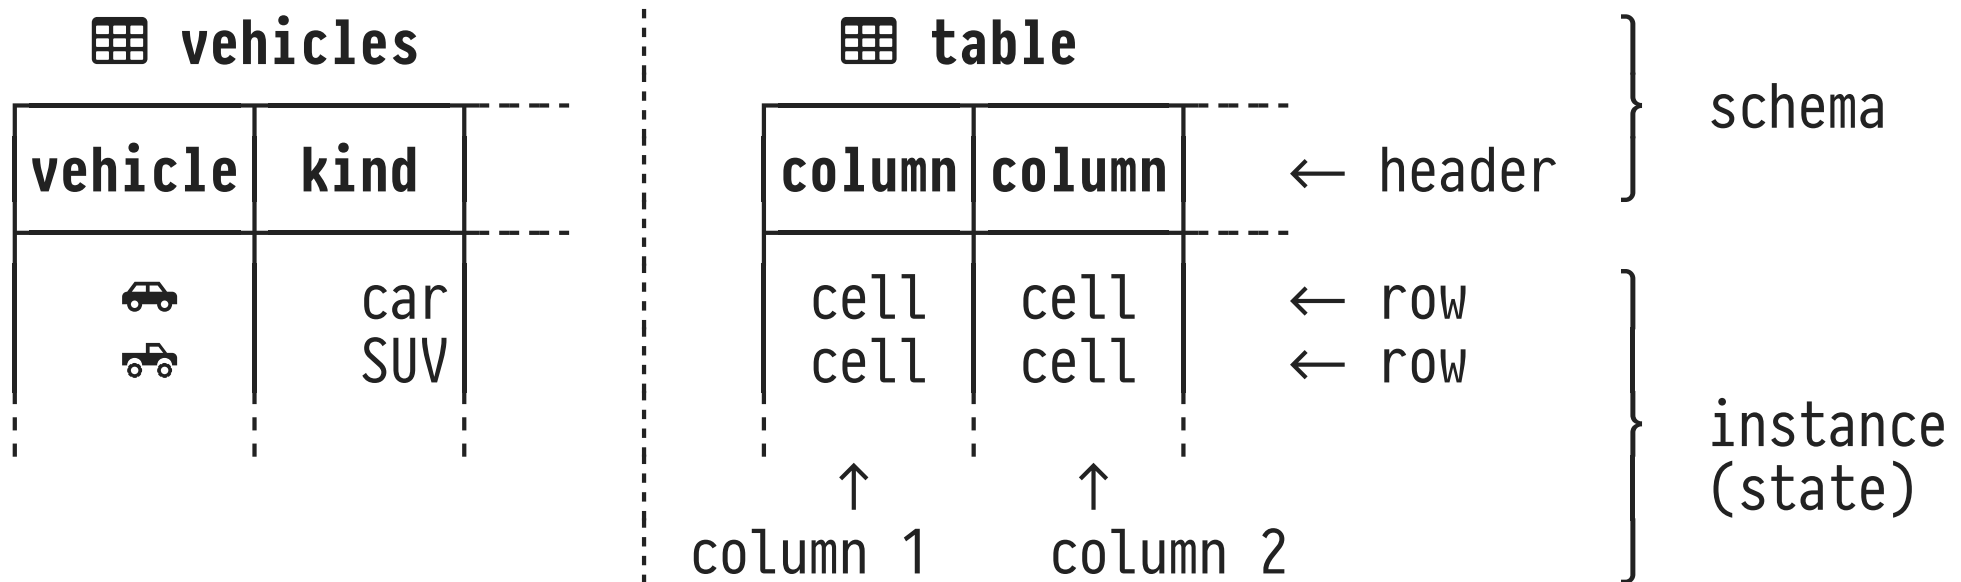 vehicles
vehicle kind
car
SUV
table
column column ← header
cell cell ← row
cell cell ← row
↑ ↑
column 1 column 2
schema
instance
(state)